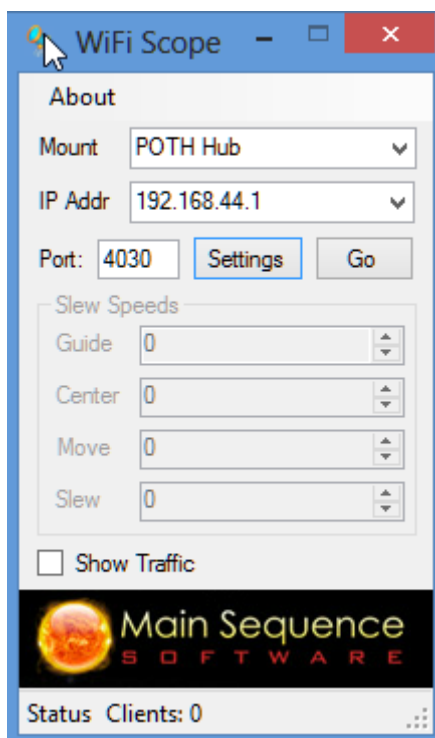 WiFi Scope
About
Mount POTH Hub
IP Addr 192.168.44.1
Port: 4030 Settings Go
Slew Speeds
Guide 0
Center 0
Move 0
Slew 0
Show Traffic
Main Sequence
SOFTWARE
Status Clients: 0